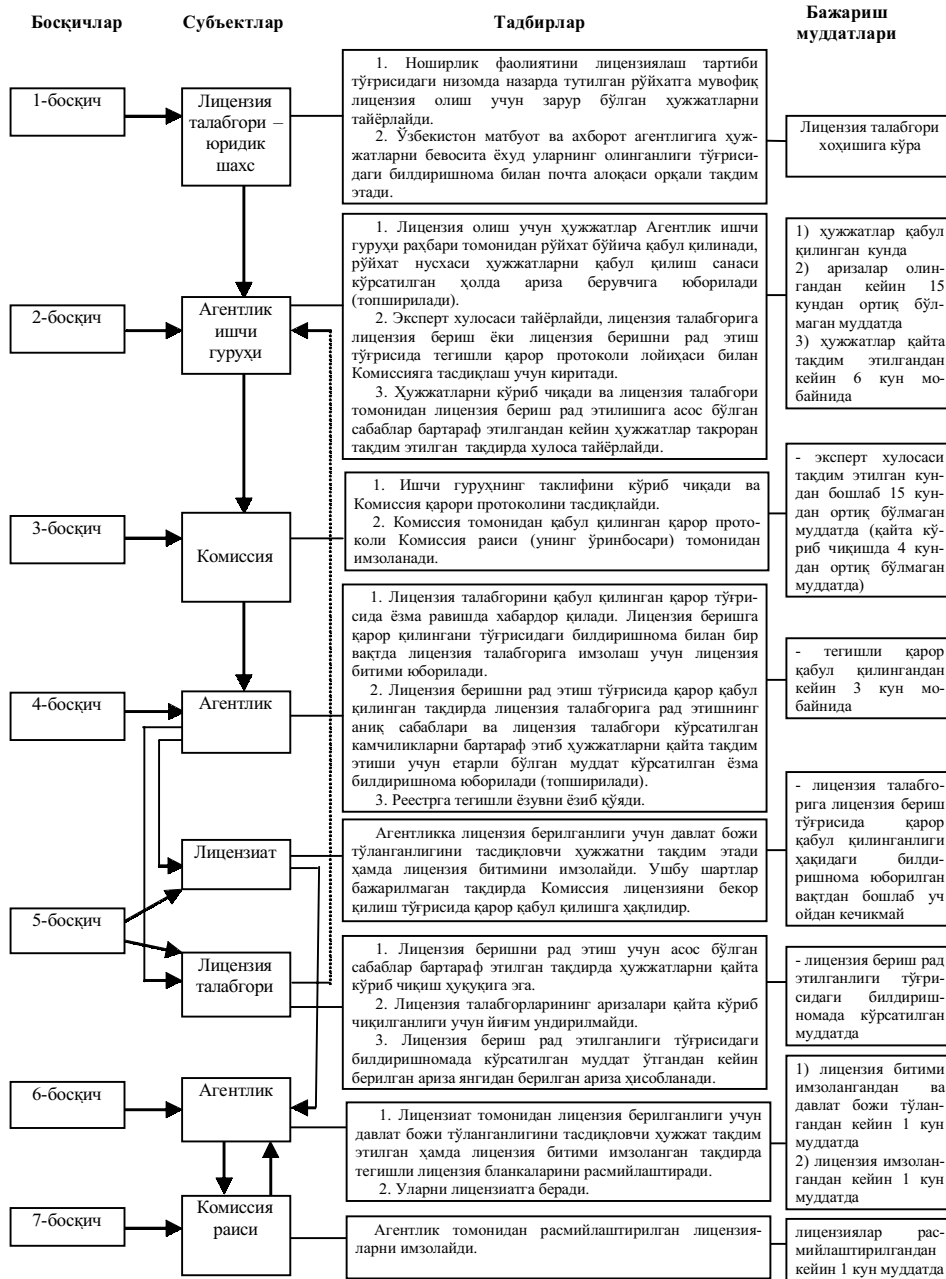 Босқичлар
Субъектлар
Тадбирлар
Бажариш
муддатлари
1-босқич
Лицензия
талабгори –
юридик
шахс
1. Ноширлик фаолиятини лицензиялаш тартиби
тўғрисидаги низомда назарда тутилган рўйхатга мувофиқ
лицензия олиш учун зарур бўлган ҳужжатларни
тайёрлайди.
2. Ўзбекистон матбуот ва ахборот агентлигига ҳуж-
жатларни бевосита ёхуд уларнинг олинганлиги тўғриси-
даги билдиришнома билан почта алоқаси орқали тақдим
этади.
Лицензия талабгори
хоҳишига кўра
2-босқич
Агентлик
ишчи
гуруҳи
1. Лицензия олиш учун ҳужжатлар Агентлик ишчи
гуруҳи раҳбари томонидан рўйхат бўйича қабул қилинади,
рўйхат нусхаси ҳужжатларни қабул қилиш санаси
кўрсатилган ҳолда ариза берувчига юборилади
(топширилади).
2. Эксперт хулосаси тайёрлайди, лицензия талабгорига
лицензия бериш ёки лицензия беришни рад этиш
тўғрисида тегишли қарор протоколи лойиҳаси билан
Комиссияга тасдиқлаш учун киритади.
3. Ҳужжатларни кўриб чиқади ва лицензия талабгори
томонидан лицензия бериш рад этилишига асос бўлган
сабаблар бартараф этилгандан кейин ҳужжатлар такроран
тақдим этилган тақдирда хулоса тайёрлайди.
1) ҳужжатлар қабул
қилинган кунда
2) аризалар олин-
гандан кейин 15
кундан ортиқ бўл-
маган муддатда
3) ҳужжатлар қайта
тақдим этилгандан
кейин 6 кун мо-
байнида
3-босқич
Комиссия
1. Ишчи гуруҳнинг таклифини кўриб чиқади ва
Комиссия қарори протоколини тасдиқлайди.
2. Комиссия томонидан қабул қилинган қарор прото-
коли Комиссия раиси (унинг ўринбосари) томонидан
имзоланади.
- эксперт хулосаси
тақдим этилган кун-
дан бошлаб 15 кун-
дан ортиқ бўлмаган
муддатда (қайта кў-
риб чиқишда 4 кун-
дан ортиқ бўлмаган
муддатда)
4-босқич
Агентлик
1. Лицензия талабгорини қабул қилинган қарор тўғри-
сида ёзма равишда хабардор қилади. Лицензия беришга
қарор қилингани тўғрисидаги билдиришнома билан бир
вақтда лицензия талабгорига имзолаш учун лицензия
битими юборилади.
2. Лицензия беришни рад этиш тўғрисида қарор қабул
қилинган тақдирда лицензия талабгорига рад этишнинг
аниқ сабаблари ва лицензия талабгори кўрсатилган
камчиликларни бартараф этиб ҳужжатларни қайта тақдим
этиши учун етарли бўлган муддат кўрсатилган ёзма
билдиришнома юборилади (топширилади).
3. Реестрга тегишли ёзувни ёзиб қўяди.
- тегишли қарор
қабул қилингандан
кейин 3 кун мо-
байнида
5-босқич
Лицензиат
Агентликка лицензия берилганлиги учун давлат божи
тўланганлигини тасдиқловчи ҳужжатни тақдим этади
ҳамда лицензия битимини имзолайди. Ушбу шартлар
бажарилмаган тақдирда Комиссия лицензияни бекор
қилиш тўғрисида қарор қабул қилишга ҳақлидир.
- лицензия талабго-
рига лицензия бериш
тўғрисида қарор
қабул қилинганлиги
ҳақидаги билди-
ришнома юборилган
вақтдан бошлаб уч
ойдан кечикмай
Лицензия
талабгори
1. Лицензия беришни рад этиш учун асос бўлган
сабаблар бартараф этилган тақдирда ҳужжатларни қайта
кўриб чиқиш ҳуқуқига эга.
2. Лицензия талабгорларининг аризалари қайта кўриб
чиқилганлиги учун йиғим ундирилмайди.
3. Лицензия бериш рад этилганлиги тўғрисидаги
билдиришномада кўрсатилган муддат ўтгандан кейин
берилган ариза янгидан берилган ариза ҳисобланади.
- лицензия бериш рад
этилганлиги тўғри-
сидаги билдириш-
номада кўрсатилган
муддатда
6-босқич
Агентлик
1. Лицензиат томонидан лицензия берилганлиги учун
давлат божи тўланганлигини тасдиқловчи ҳужжат тақдим
этилган ҳамда лицензия битими имзоланган тақдирда
тегишли лицензия бланкаларини расмийлаштиради.
2. Уларни лицензиатга беради.
1) лицензия битими
имзолангандан ва
давлат божи тўлан-
гандан кейин 1 кун
муддатда
2) лицензия имзолан-
гандан кейин 1 кун
муддатда
7-босқич
Комиссия
раиси
Агентлик томонидан расмийлаштирилган лицензия-
ларни имзолайди.
лицензиялар рас-
мийлаштирилгандан
кейин 1 кун муддатда